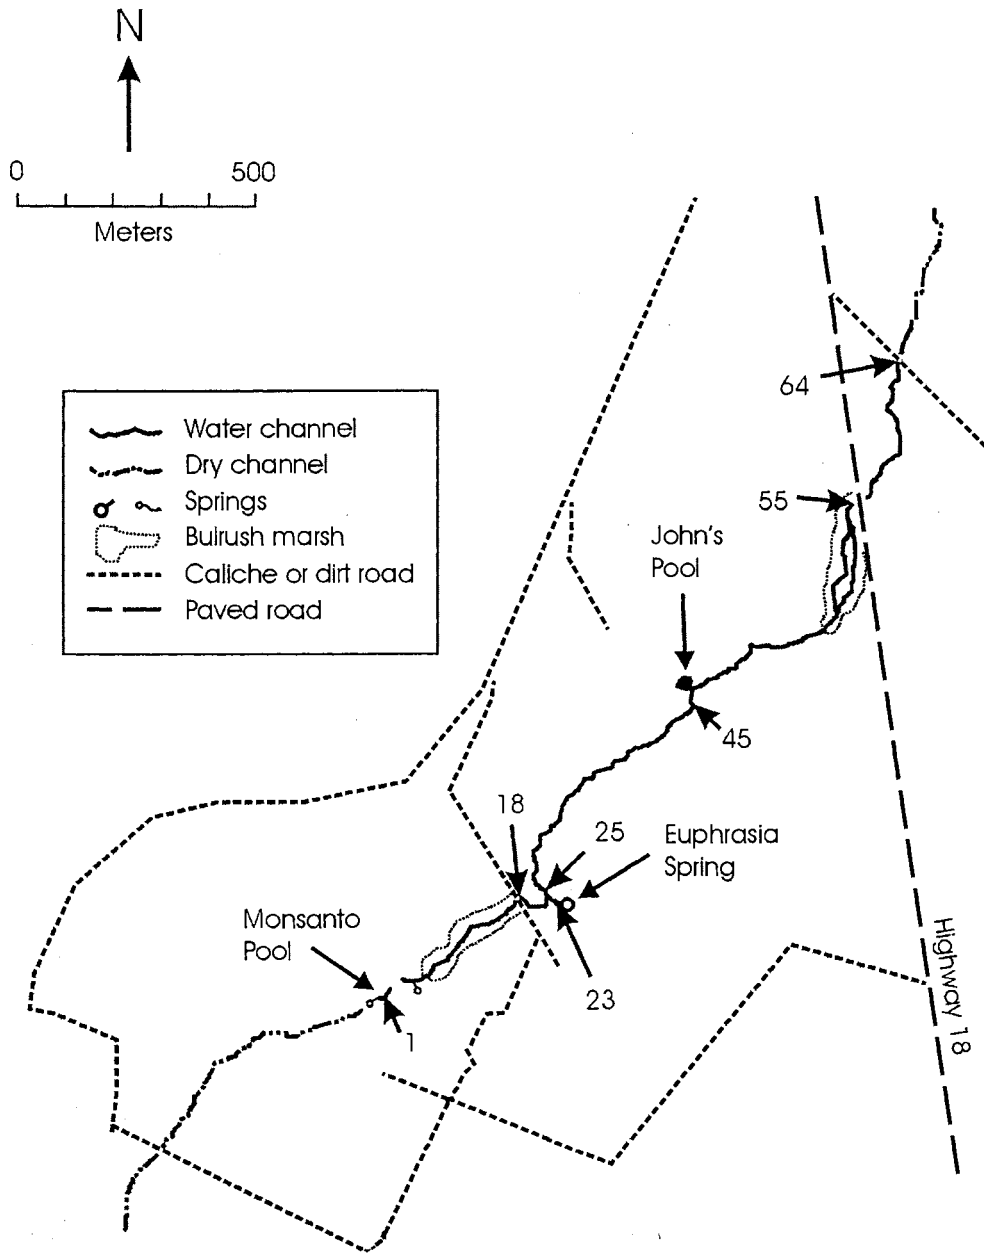 N
0 500
Meters
Water channel
Dry channel
Springs
Bulrush marsh
Caliche or dirt road
Paved road
64
55
John's
Pool
45
18
25
Euphrasia
Spring
Monsanto
Pool
23
1
Highway 18